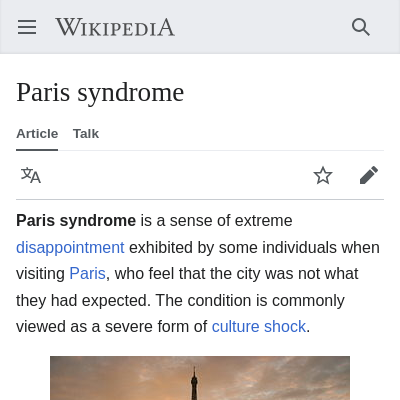 WIKIPEDIA
Paris syndrome
Article Talk
Paris syndrome is a sense of extreme
disappointment exhibited by some individuals when
visiting Paris, who feel that the city was not what
they had expected. The condition is commonly
viewed as a severe form of culture shock.